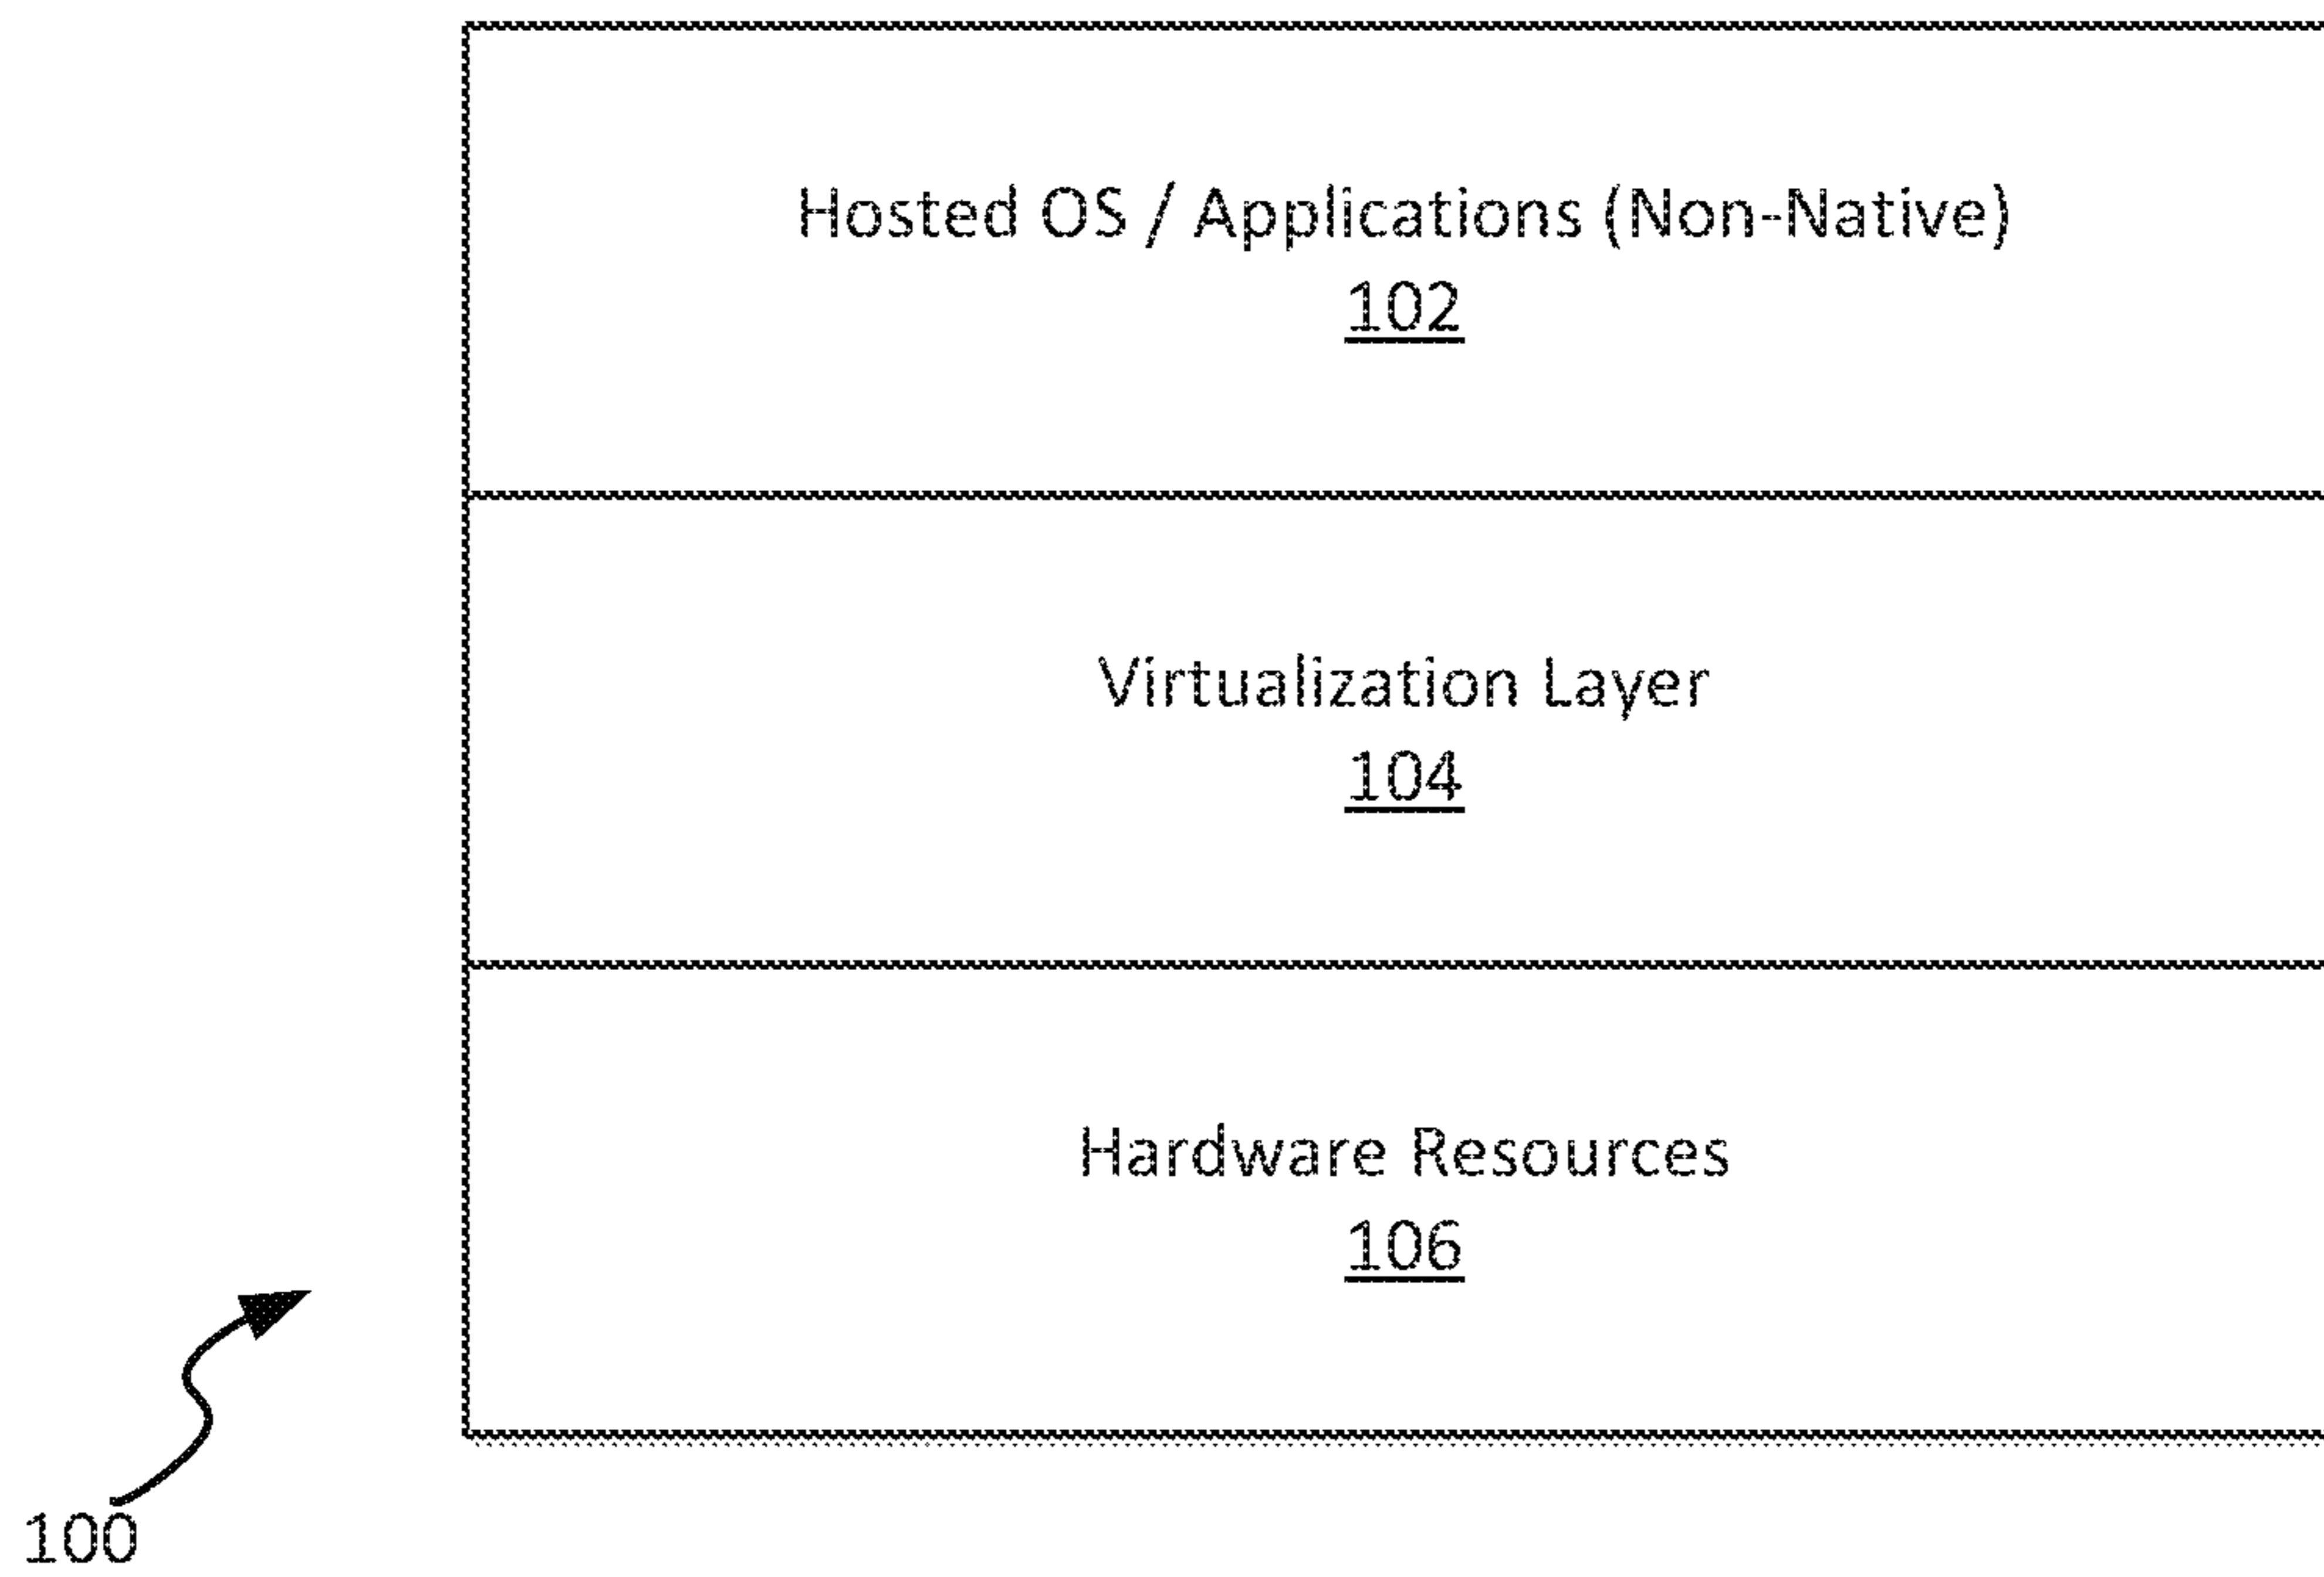 Hosted OS / Applications (Non-Native)
102
Virtualization Layer
104
Hardware Resources
106
100